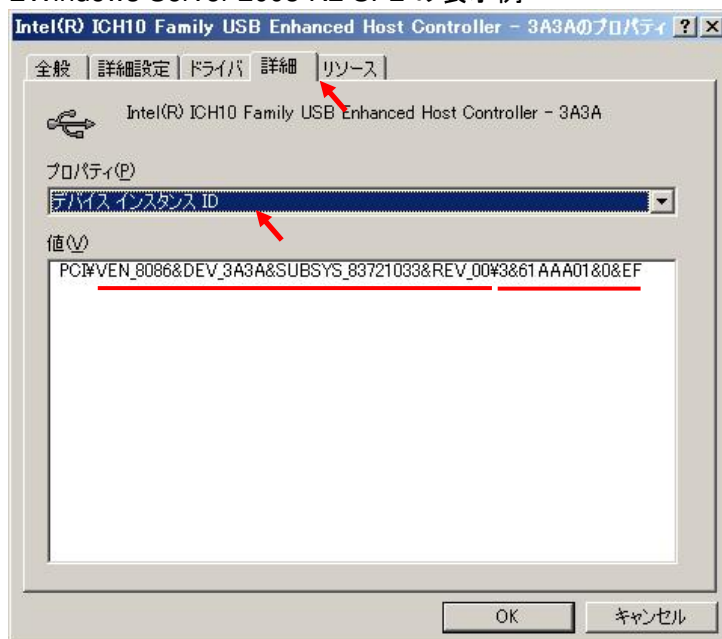 Intel(R) ICH10 Family USB Enhanced Host Controller - 3A3Aのプロパティ
全般 詳細設定 ドライバ 詳細 リソース
Intel(R) ICH10 Family USB Enhanced Host Controller - 3A3A
プロパティ(P)
デバイス インスタンス ID
値(V)
PCI¥VEN_8086&DEV_3A3A&SUBSYS_83721033&REV_00¥3&61AAA01&0&EF
OK キャンセル